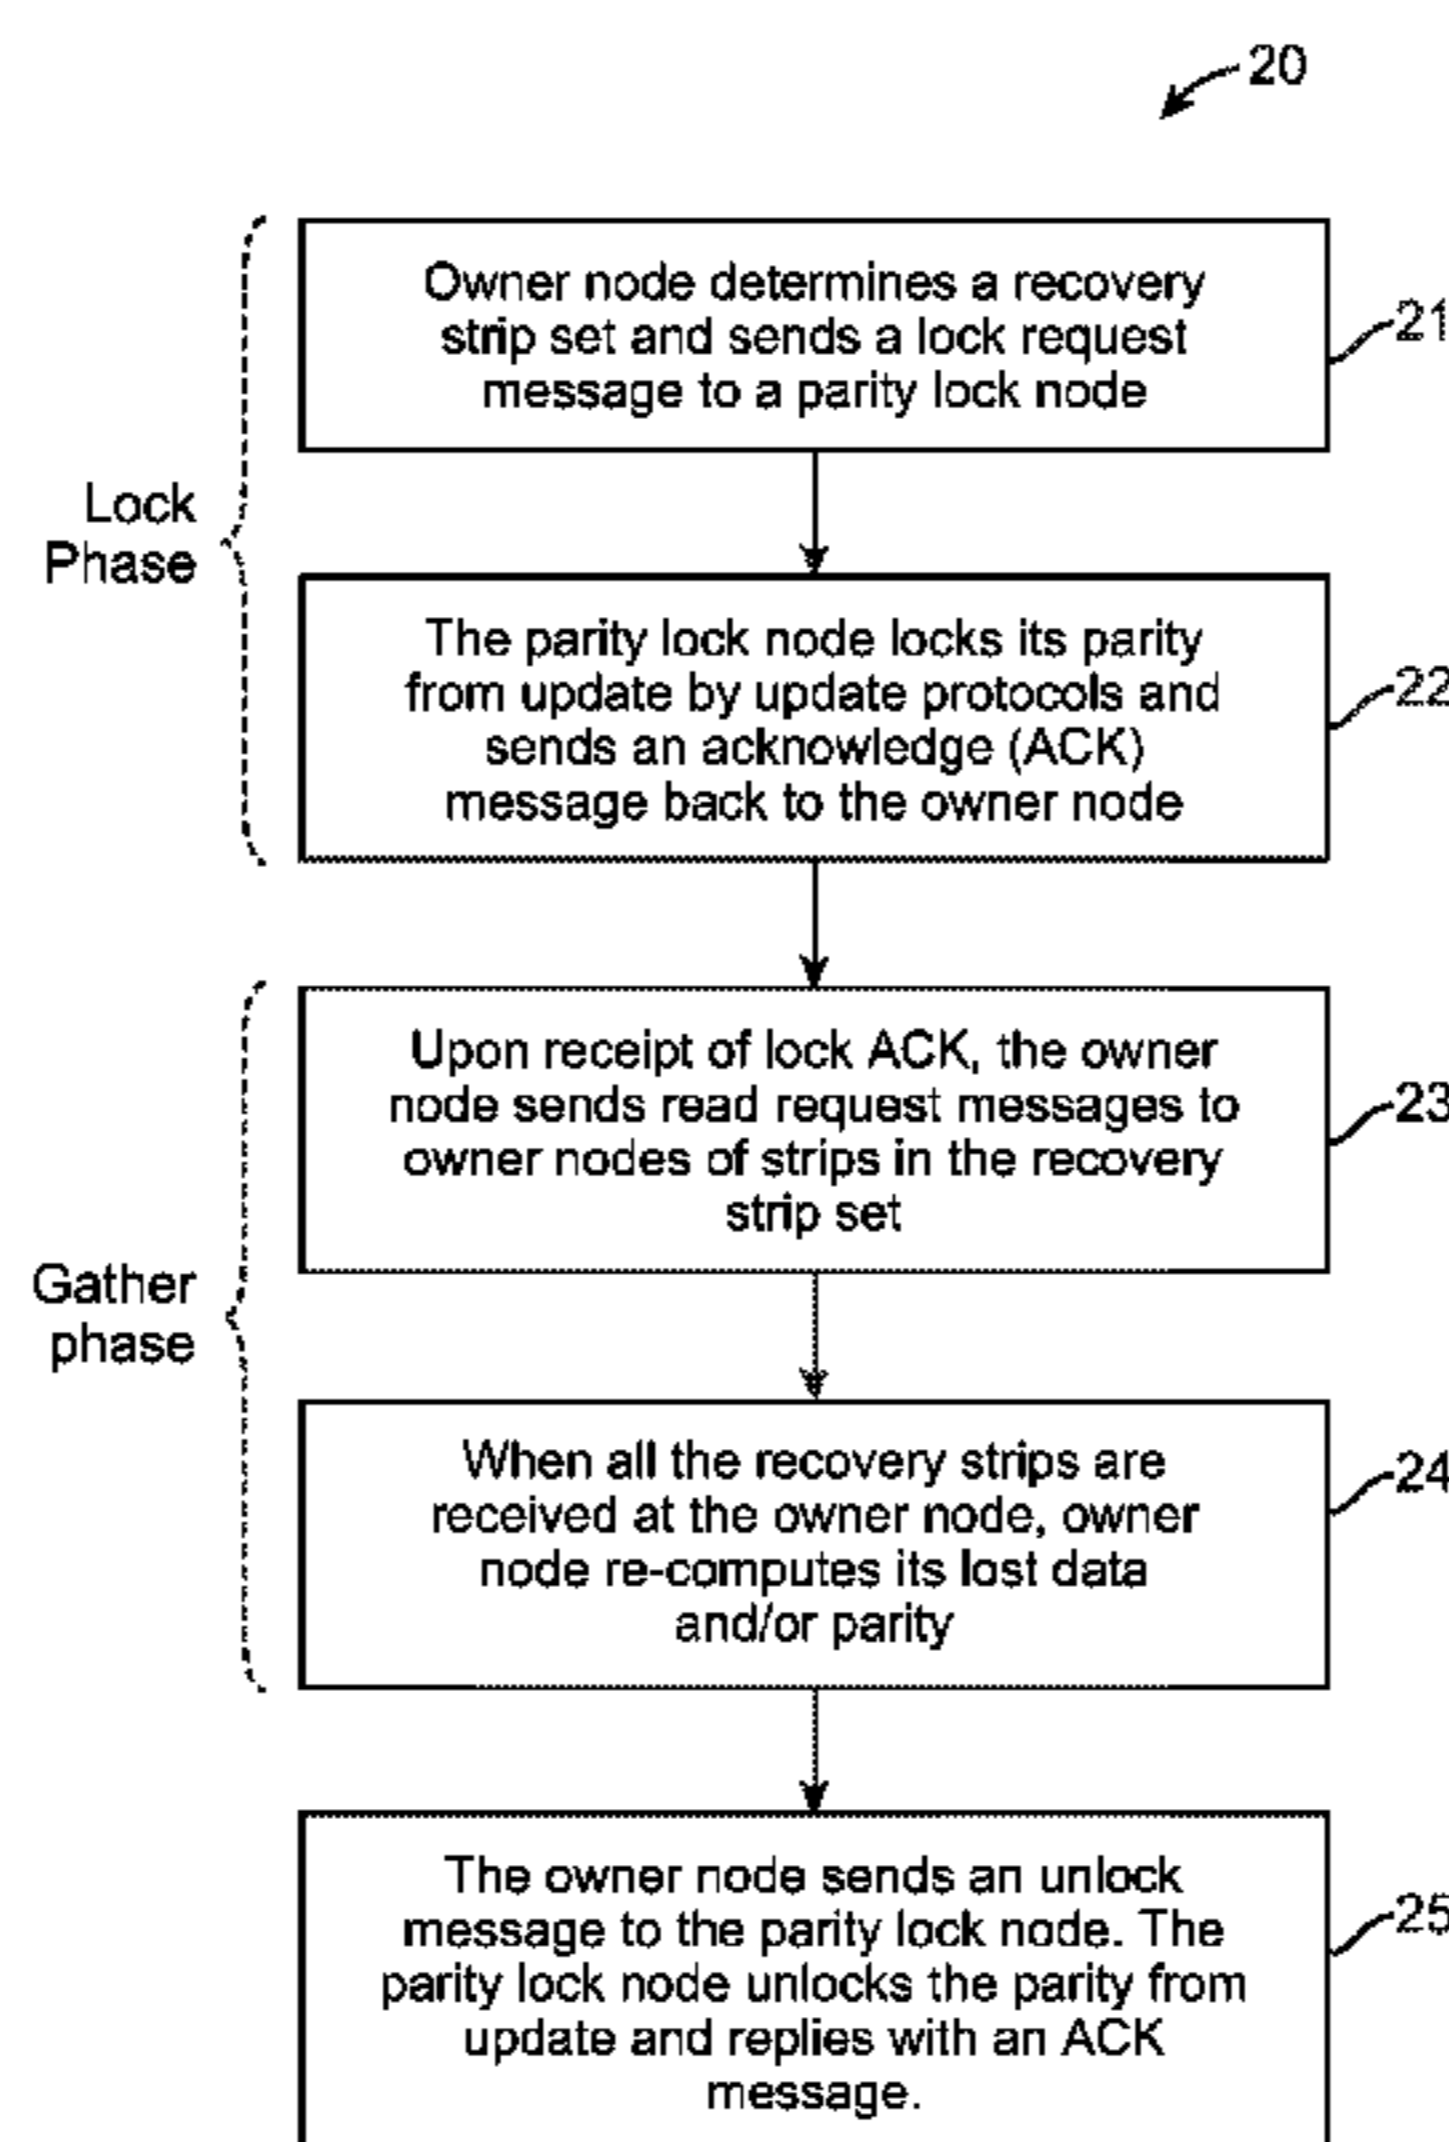 20
Owner node determines a recovery
strip set and sends a lock request
message to a parity lock node
21
Lock
Phase
The parity lock node locks its parity
from update by update protocols and
sends an acknowledge (ACK)
message back to the owner node
22
Upon receipt of lock ACK, the owner
node sends read request messages to
owner nodes of strips in the recovery
strip set
23
Gather
phase
When all the recovery strips are
received at the owner node, owner
node re-computes its lost data
and/or parity
24
The owner node sends an unlock
message to the parity lock node. The
parity lock node unlocks the parity from
update and replies with an ACK
message.
25